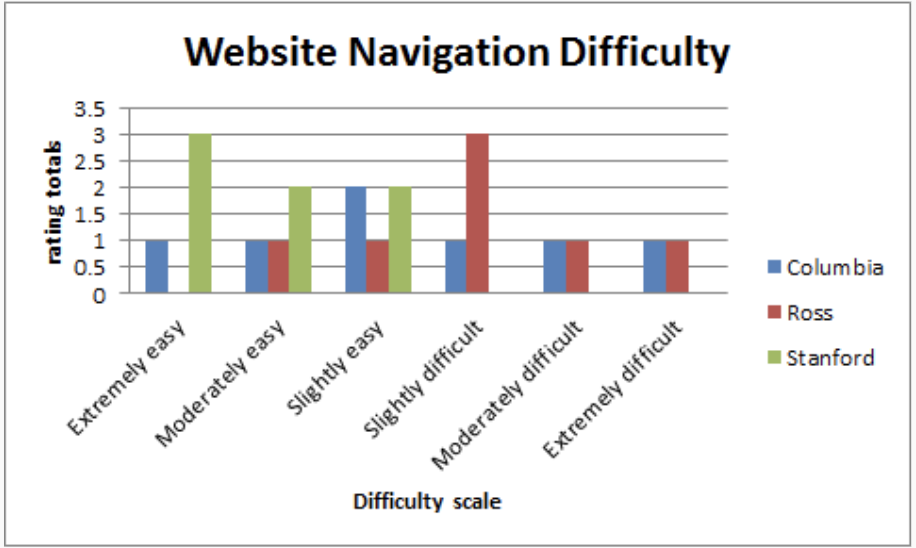 Website Navigation Difficulty
rating totals
3.5
3
2.5
2
1.5
1
0.5
0
Extremely easy
Moderately easy
Slightly easy
Slightly difficult
Moderately difficult
Extremely difficult
Difficulty scale
Columbia
Ross
Stanford